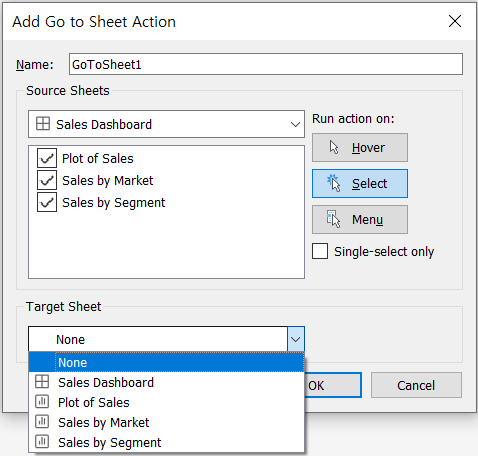 Add Go to Sheet Action
Name: GoToSheet1
Source Sheets
Sales Dashboard
Run action on:
Plot of Sales
Sales by Market
Sales by Segment
Hover
Select
Menu
Single-select only
Target Sheet
None
None
Sales Dashboard
Plot of Sales
Sales by Market
Sales by Segment
OK
Cancel